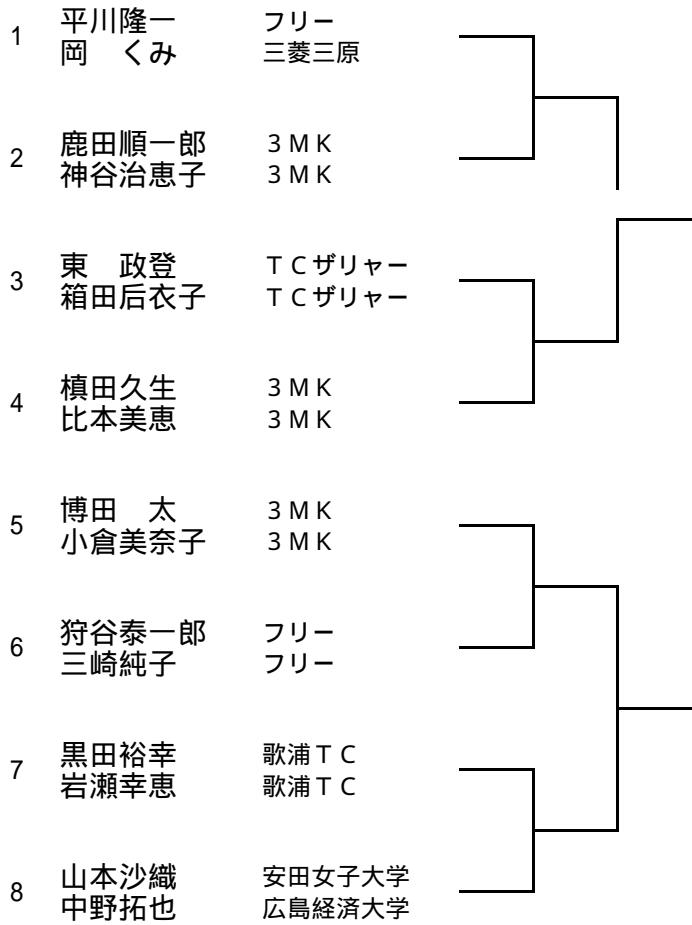 1 平川隆一 フリー
岡　くみ 三菱三原
2 鹿田順一郎 ３ＭＫ
神谷治恵子 ３ＭＫ
3 東　政登 ＴＣザリャー
箱田后衣子 ＴＣザリャー
4 槙田久生 ３ＭＫ
比本美恵 ３ＭＫ
5 博田　太 ３ＭＫ
小倉美奈子 ３ＭＫ
6 狩谷泰一郎 フリー
三崎純子 フリー
7 黒田裕幸 歌浦ＴＣ
岩瀬幸恵 歌浦ＴＣ
8 山本沙織 安田女子大学
中野拓也 広島経済大学